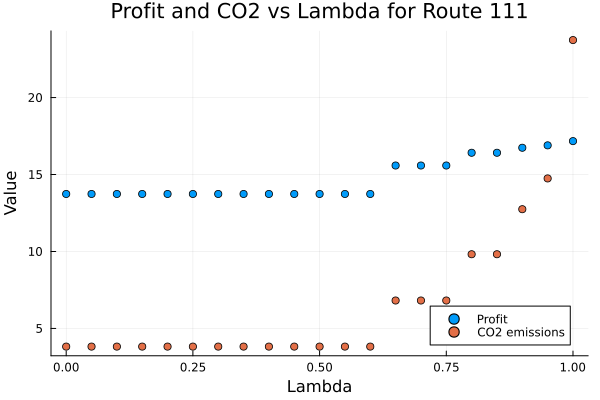 Profit and CO2 vs Lambda for Route 111
Value
20
15
10
5
Profit
CO2 emissions
0.00 0.25 0.50 0.75 1.00
Lambda